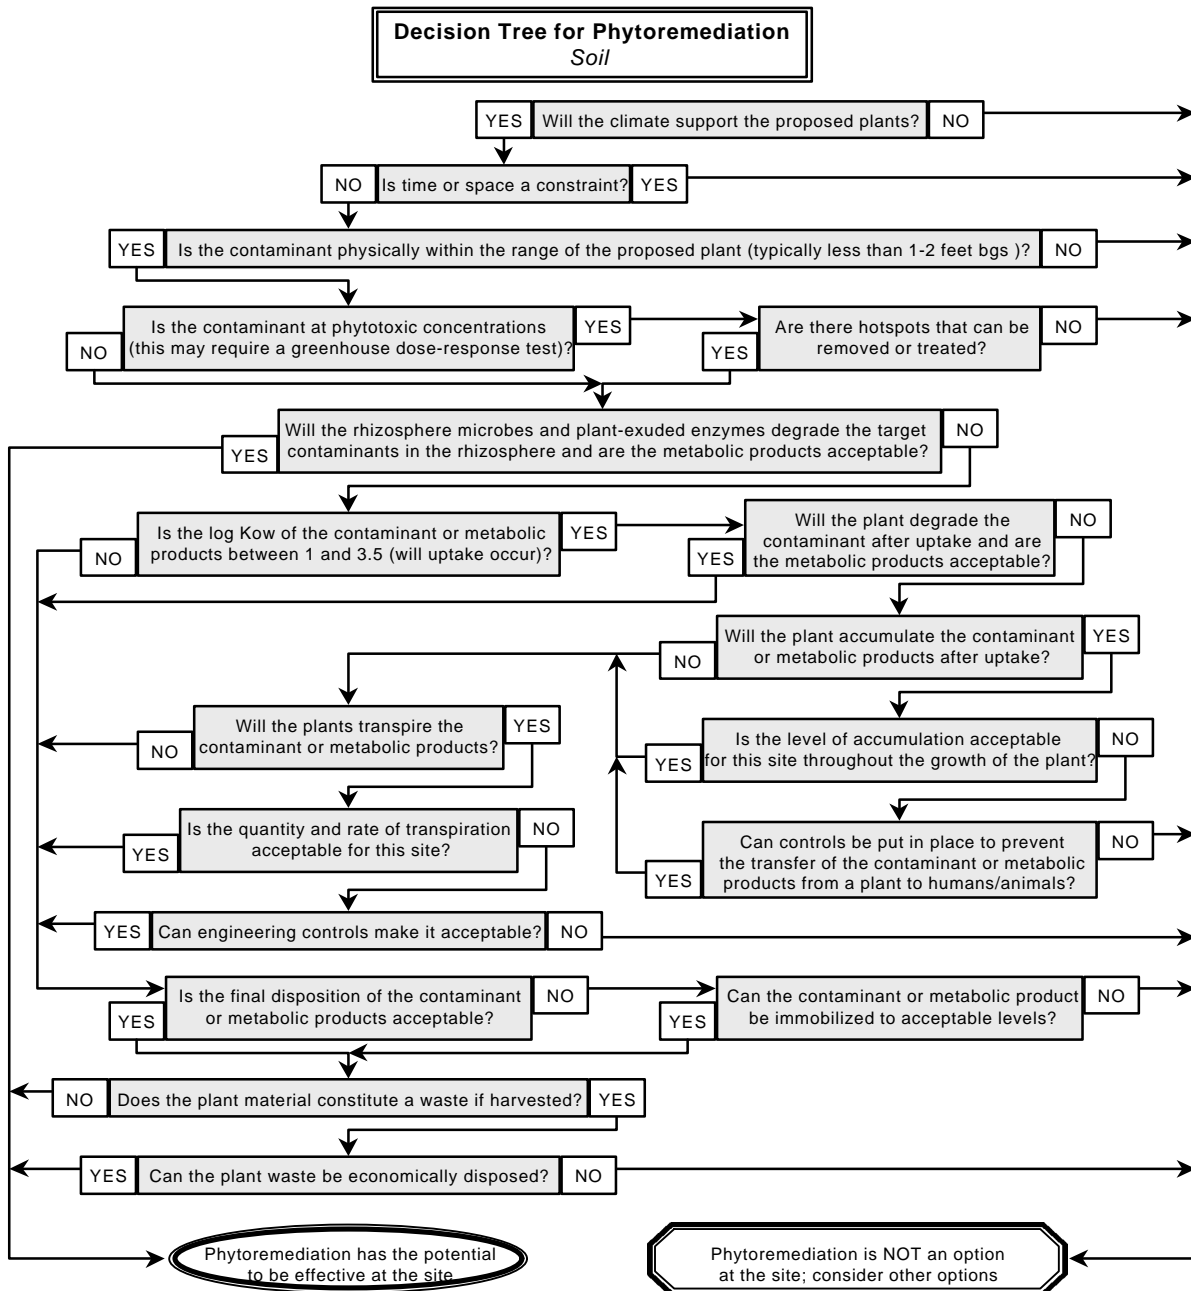 Decision Tree for Phytoremediation
Soil
YES Will the climate support the proposed plants? NO
NO Is time or space a constraint? YES
YES Is the contaminant physically within the range of the proposed plant (typically less than 1-2 feet bgs )? NO
Is the contaminant at phytotoxic concentrations
(this may require a greenhouse dose-response test)?
YES
NO
Are there hotspots that can be
removed or treated?
NO
YES
Will the rhizosphere microbes and plant-exuded enzymes degrade the target
contaminants in the rhizosphere and are the metabolic products acceptable?
NO
YES
Is the log Kow of the contaminant or metabolic
products between 1 and 3.5 (will uptake occur)?
YES
NO
Will the plant degrade the
contaminant after uptake and are
the metabolic products acceptable?
NO
YES
Will the plant accumulate the contaminant
or metabolic products after uptake?
YES
NO
Will the plants transpire the
contaminant or metabolic products?
YES
NO
Is the level of accumulation acceptable
for this site throughout the growth of the plant?
NO
YES
Is the quantity and rate of transpiration
acceptable for this site?
NO
YES
Can controls be put in place to prevent
the transfer of the contaminant or metabolic
products from a plant to humans/animals?
NO
YES
YES Can engineering controls make it acceptable? NO
Is the final disposition of the contaminant
or metabolic products acceptable?
NO
YES
Can the contaminant or metabolic product
be immobilized to acceptable levels?
NO
YES
NO Does the plant material constitute a waste if harvested? YES
YES Can the plant waste be economically disposed? NO
Phytoremediation has the potential
to be effective at the site
Phytoremediation is NOT an option
at the site; consider other options